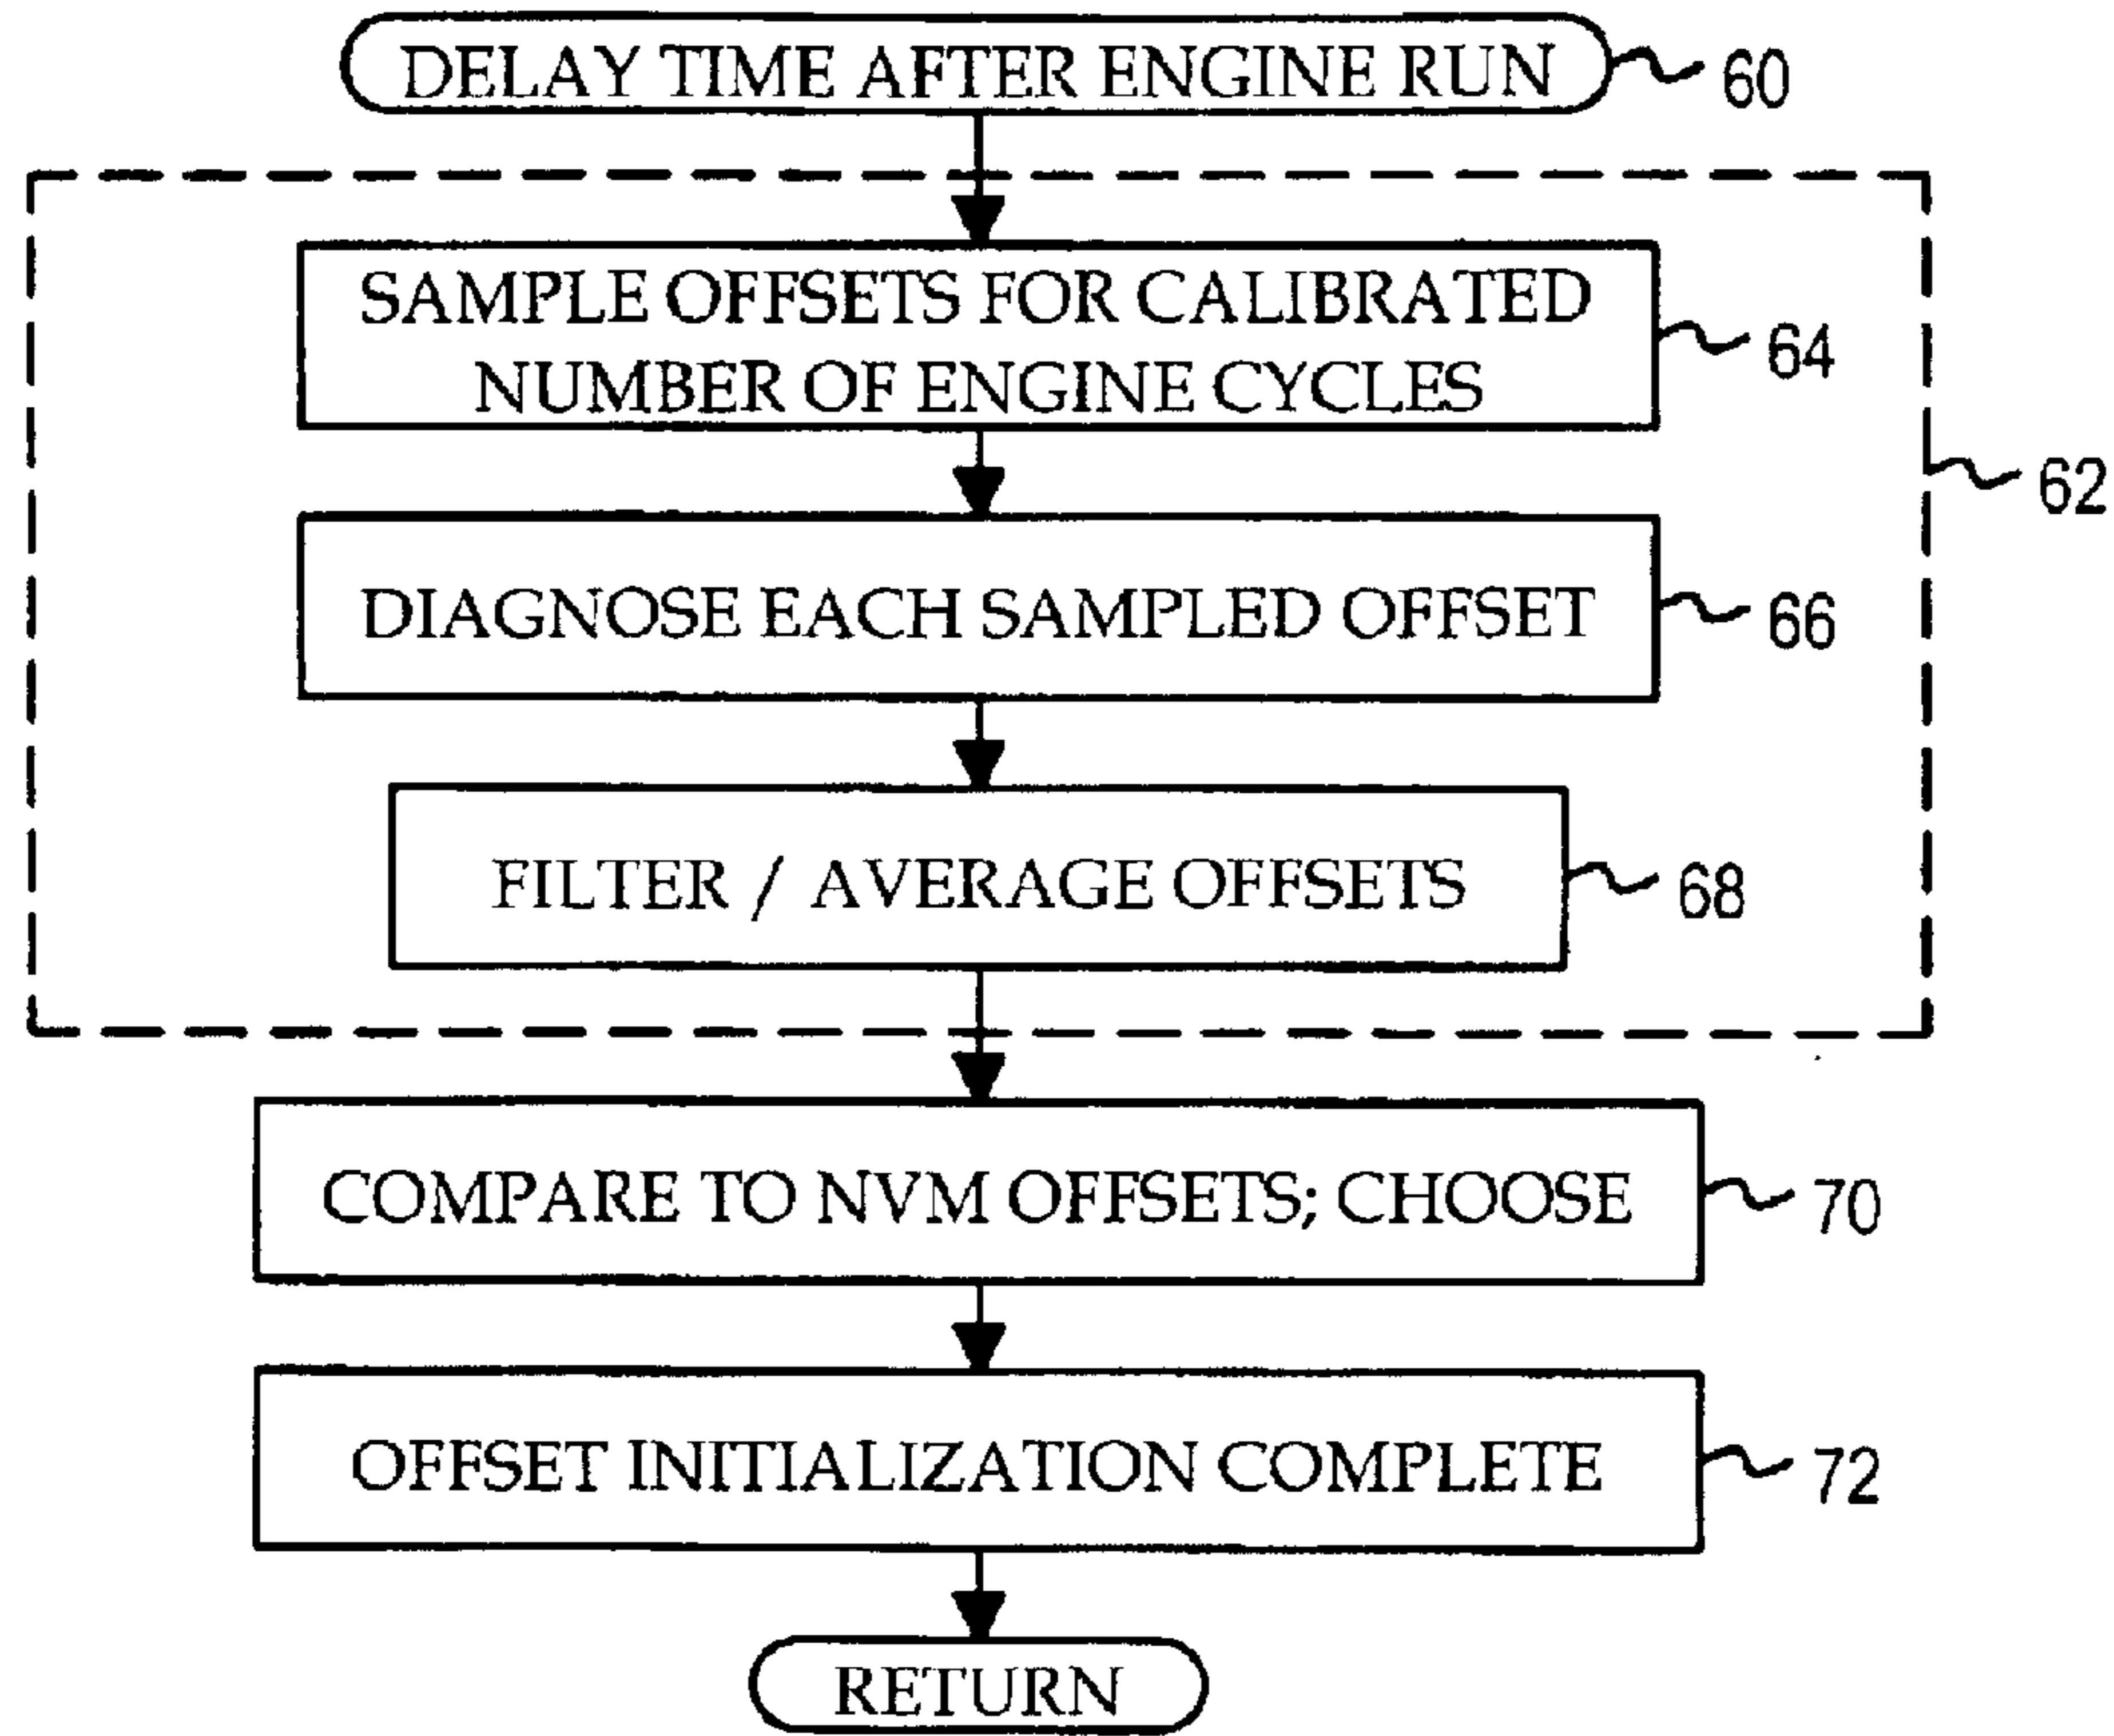 DELAY TIME AFTER ENGINE RUN
60
SAMPLE OFFSETS FOR CALIBRATED
NUMBER OF ENGINE CYCLES
64
62
DIAGNOSE EACH SAMPLED OFFSET
66
FILTER / AVERAGE OFFSETS
68
COMPARE TO NVM OFFSETS; CHOOSE
70
OFFSET INITIALIZATION COMPLETE
72
RETURN